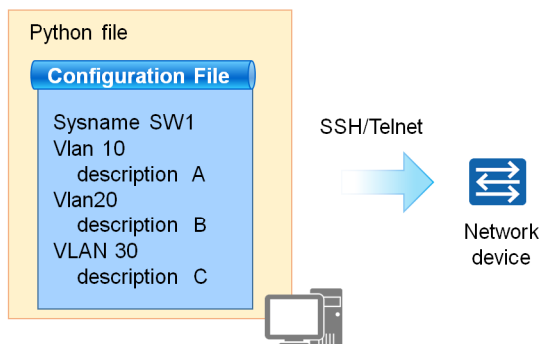 Python file
Configuration File
Sysname SW1
Vlan 10
description A
Vlan20
description B
VLAN 30
description C
SSH/Telnet
Network
device